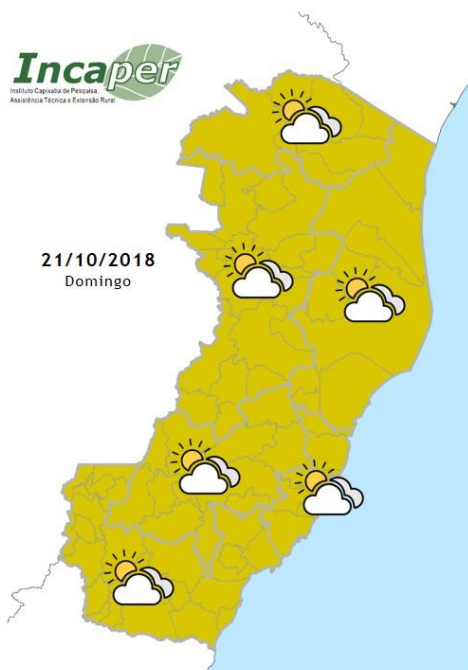 Incaper
Instituto Capixaba de Pesquisa,
Assistência Técnica e Extensão Rural
21/10/2018
Domingo